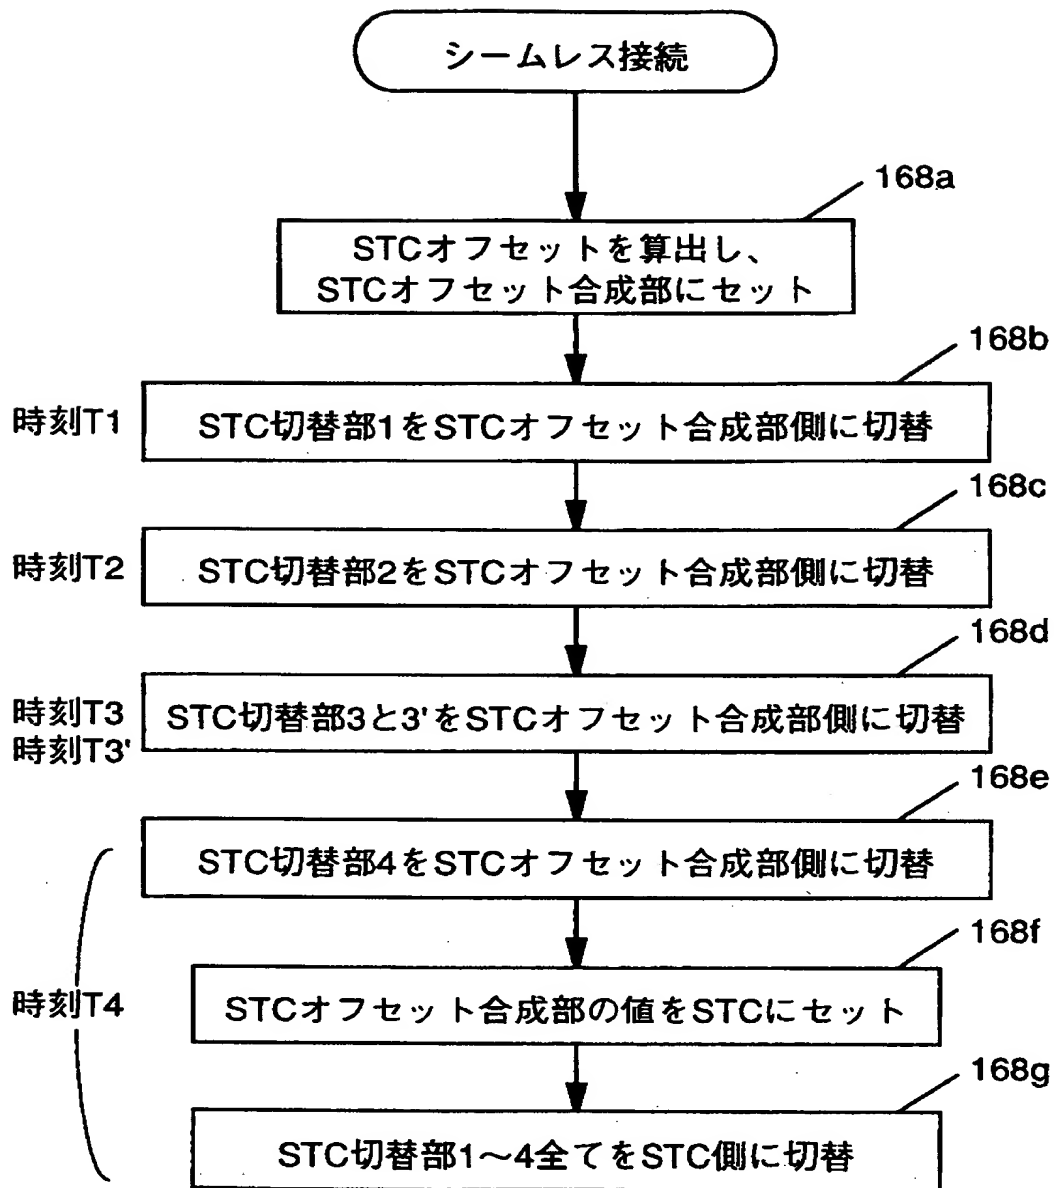 シームレス接続
168a
STCオフセットを算出し、
STCオフセット合成部にセット
168b
時刻T1
STC切替部1をSTCオフセット合成部側に切替
168c
時刻T2
STC切替部2をSTCオフセット合成部側に切替
168d
時刻T3
時刻T3'
STC切替部3と3'をSTCオフセット合成部側に切替
168e
STC切替部4をSTCオフセット合成部側に切替
168f
時刻T4
STCオフセット合成部の値をSTCにセット
168g
STC切替部1～4全てをSTC側に切替